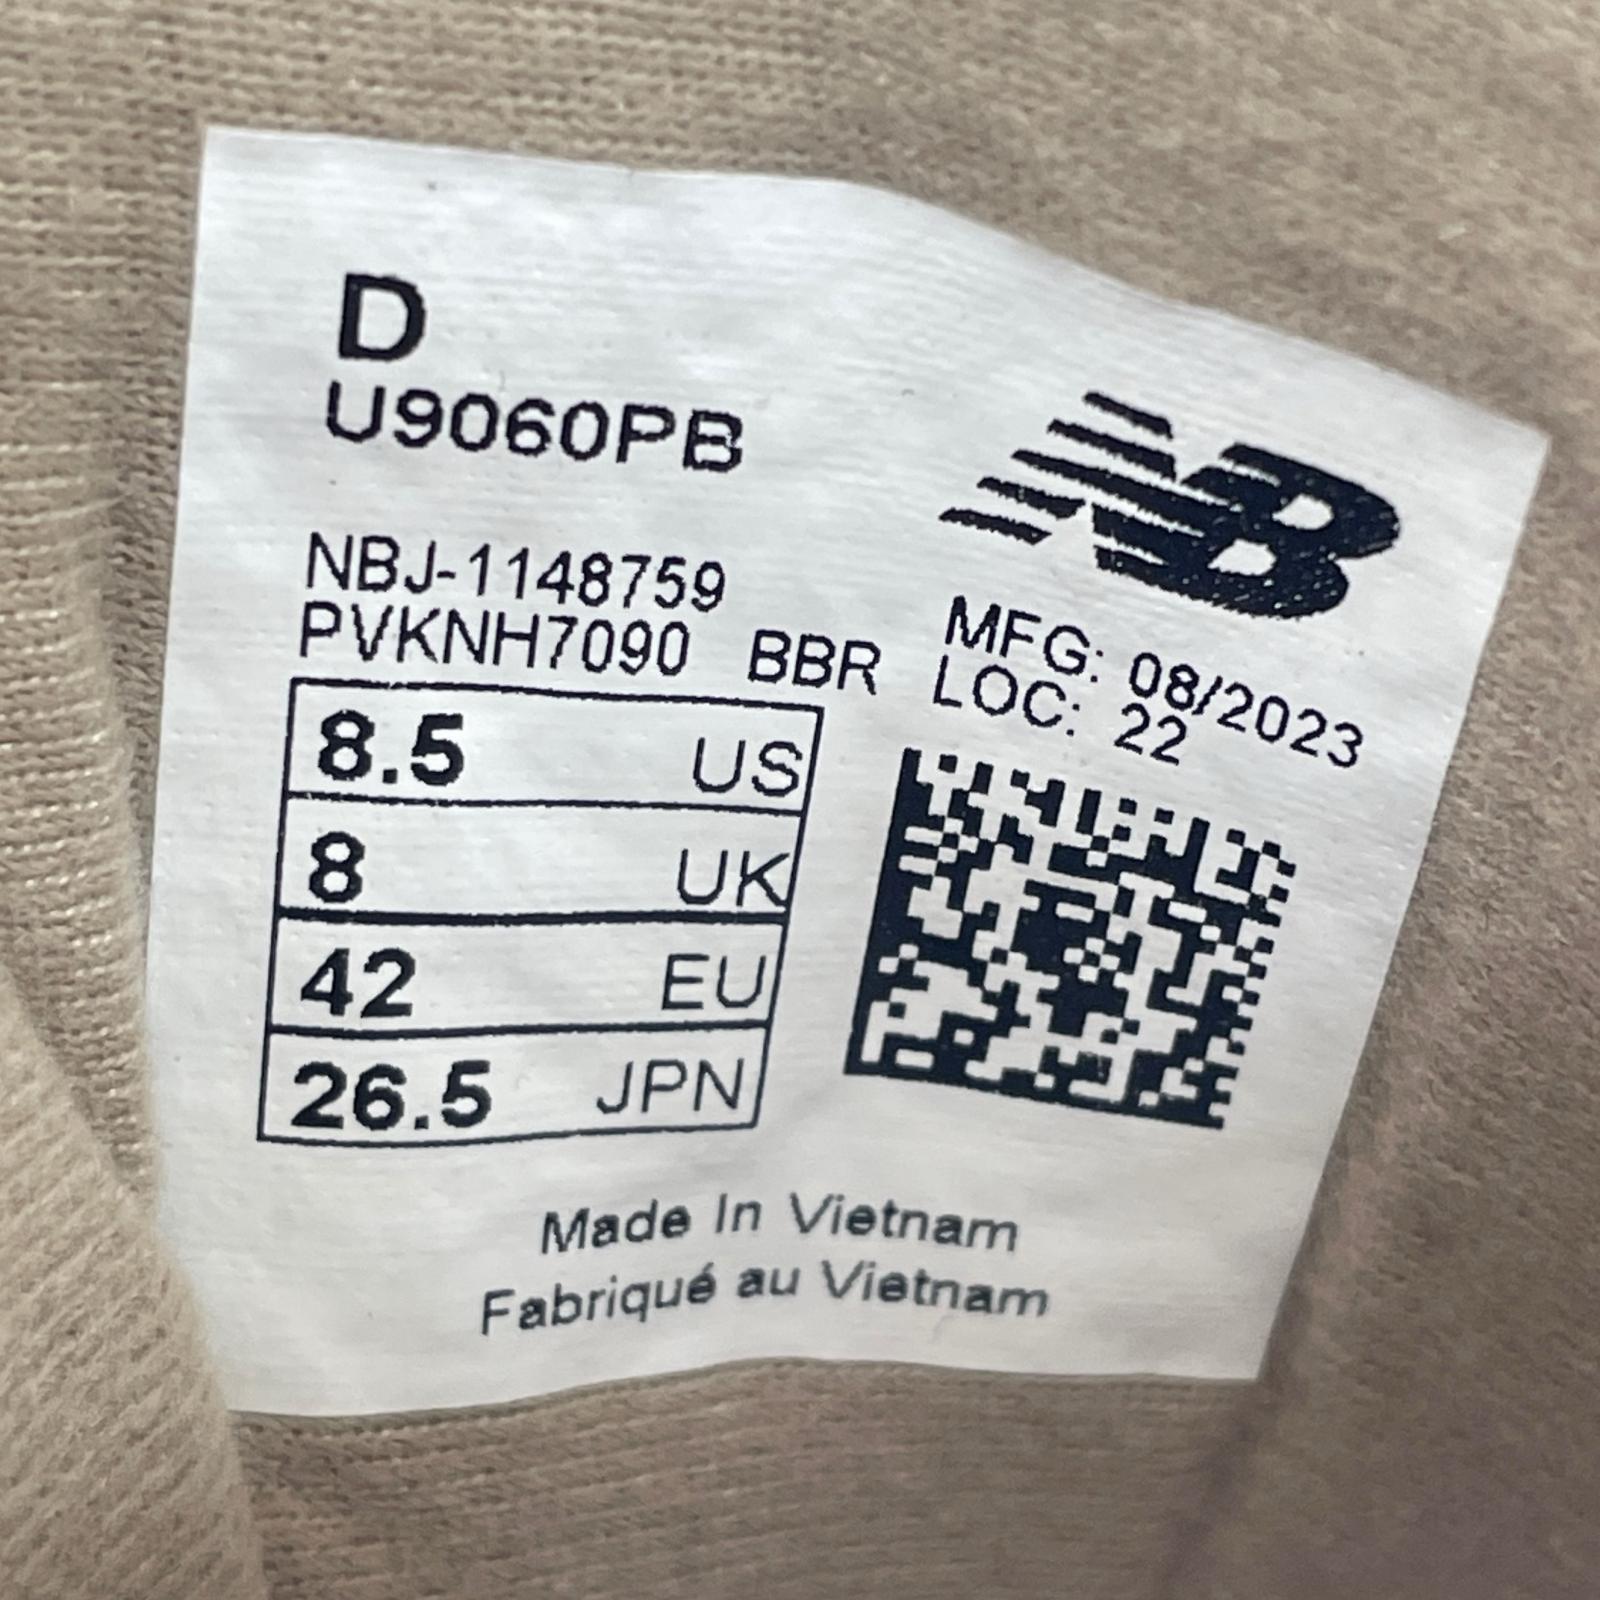 D
U9060PB
NB
NBJ-1148759
PVKNH7090 BBR
MFG: 08/2023
LOC: 22
8.5 US
8 UK
42 EU
26.5 JPN
Made In Vietnam
Fabriqué au Vietnam